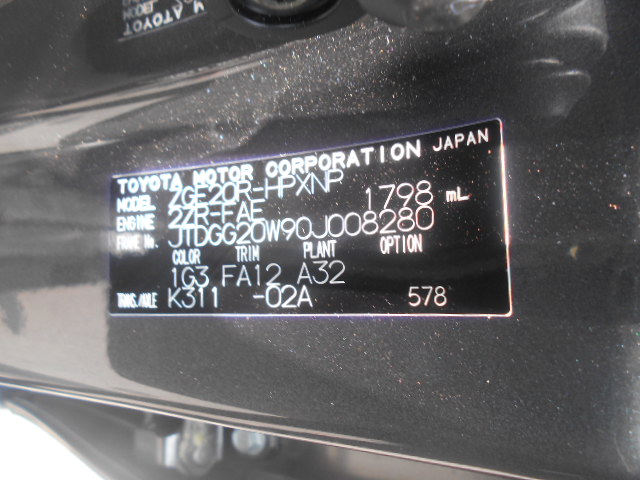 TOYOTA MOTOR CORPORATION JAPAN
MODEL ZGE20R-HPXNP
ENGINE 2ZR-FAE 1798 mL
FRAME No. JTDGG20W90J008280
COLOR TRIM PLANT OPTION
1G3 FA12 A32
TRANS./AXLE K311 -02A 578